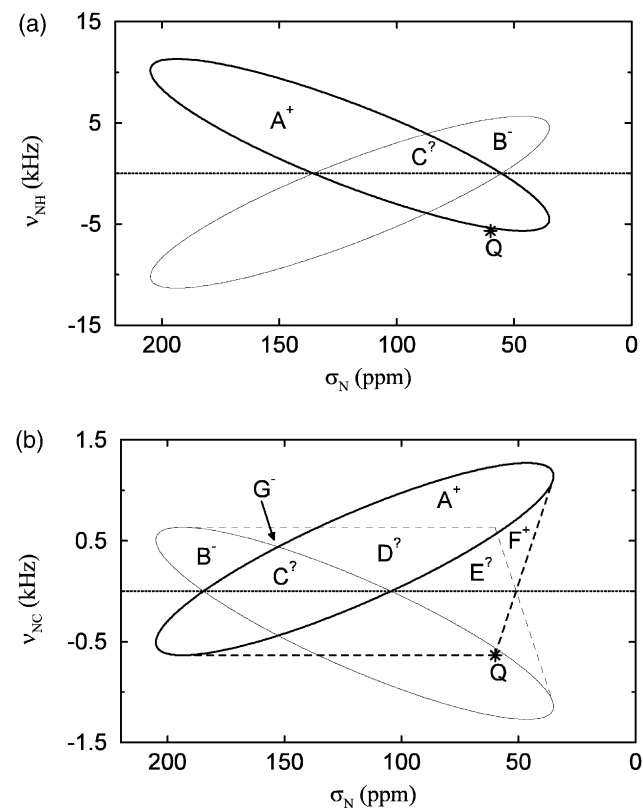 (a)
15
5
-5
-15
ν_NH (kHz)
A⁺
C^?
B⁻
Q
200 150 100 50 0
σ_N (ppm)
(b)
1.5
0.5
-0.5
-1.5
ν_NC (kHz)
G⁻
A⁺
B⁻
C^?
D^?
E^?
F⁺
Q
200 150 100 50 0
σ_N (ppm)